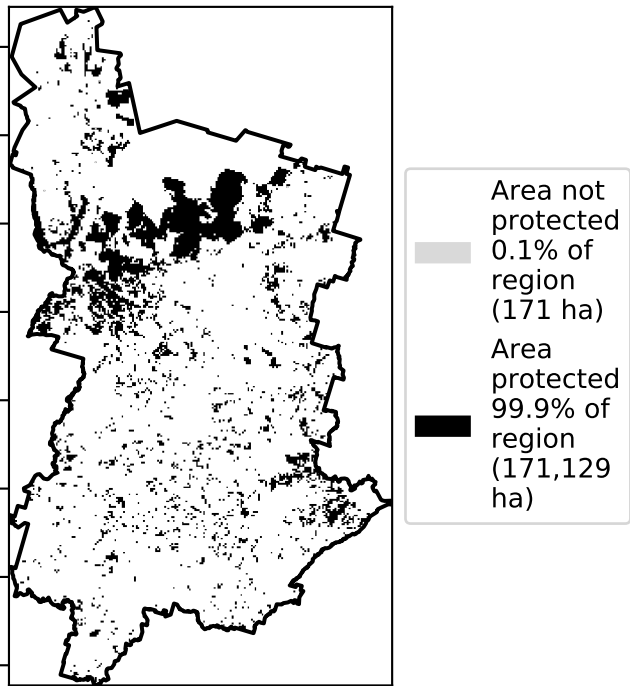 Area not
protected
0.1% of
region
(171 ha)
Area
protected
99.9% of
region
(171,129
ha)